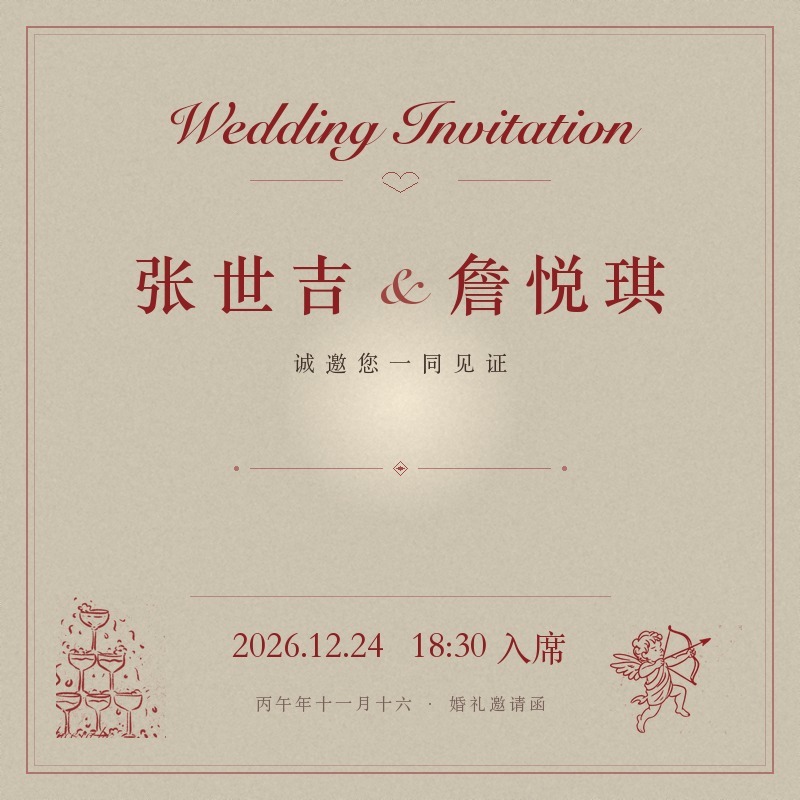 Wedding Invitation
张世吉 & 詹悦琪
诚邀您一同见证
2026.12.24 18:30 入席
丙午年十一月十六 · 婚礼邀请函